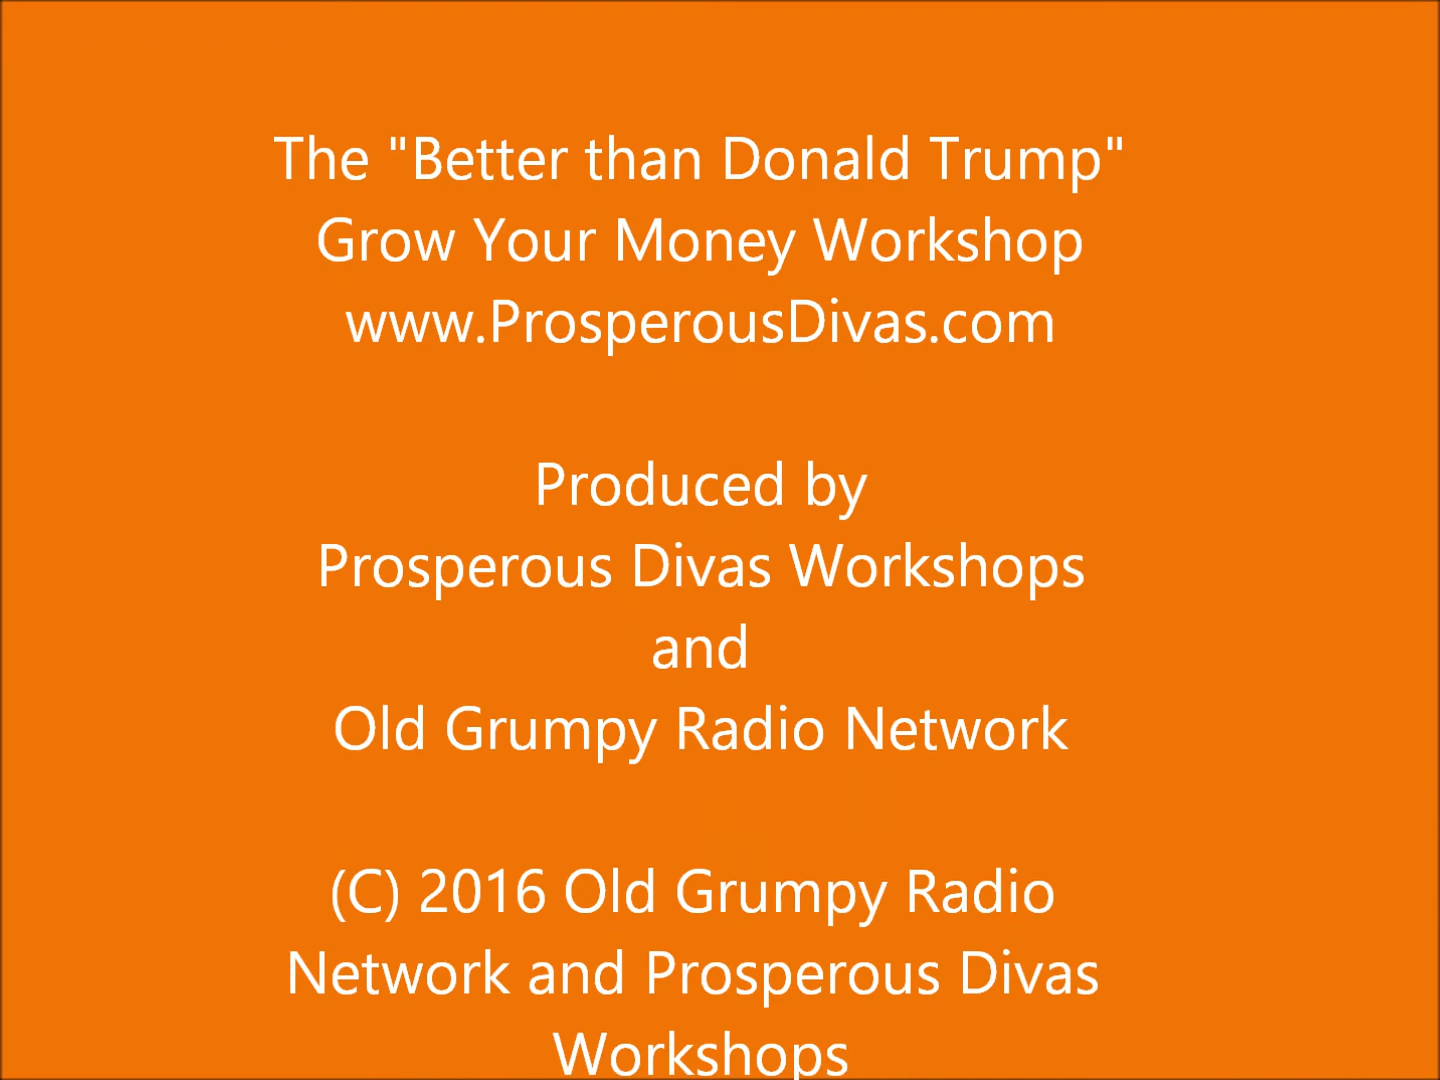 The "Better than Donald Trump"
Grow Your Money Workshop
www.ProsperousDivas.com
Produced by
Prosperous Divas Workshops
and
Old Grumpy Radio Network
(C) 2016 Old Grumpy Radio
Network and Prosperous Divas
Workshops